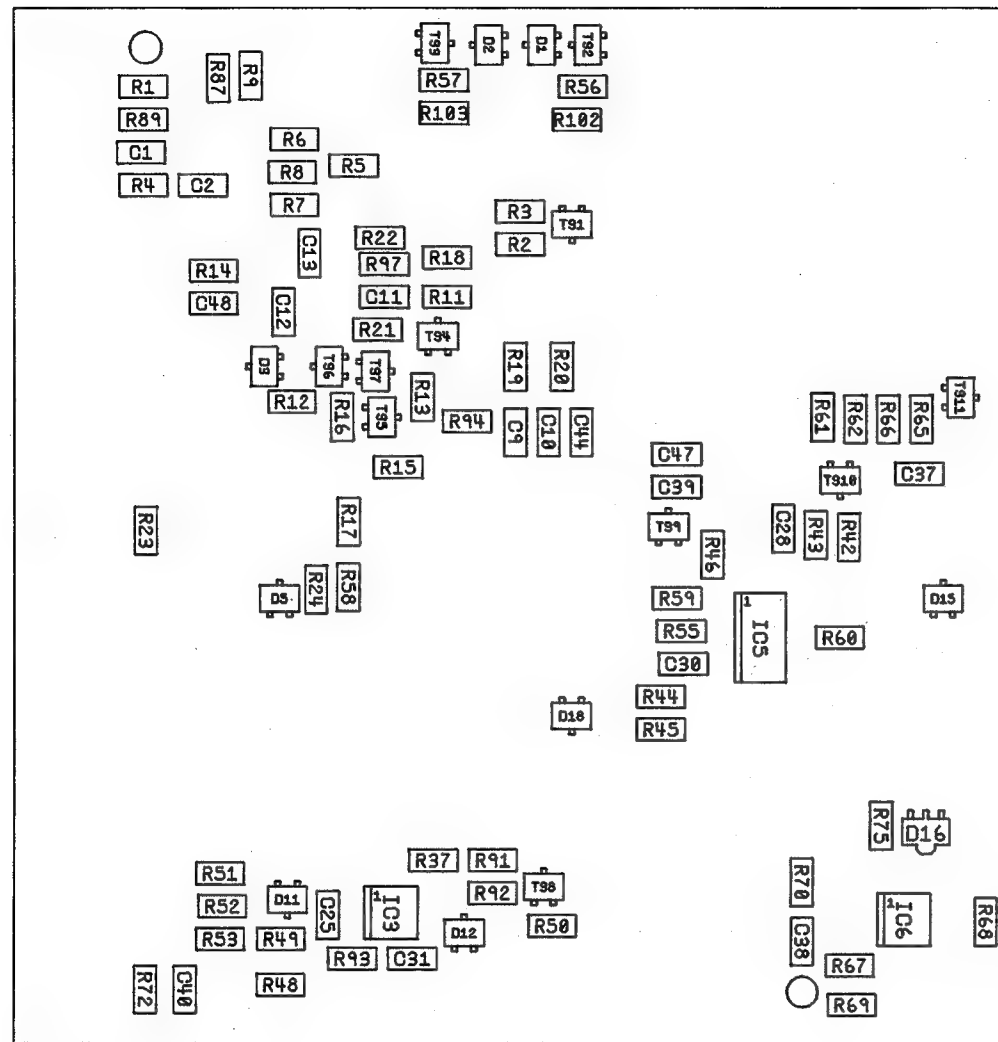 TS3
D2
D1
TS2
R87
R9
R1
R57
R56
R89
R103
R102
C1
R6
R5
R8
R4
C2
R7
R3
TS1
R22
R2
C13
R97
R18
R14
C11
R11
C48
C12
R21
TS4
D3
TS6
TS7
R19
R20
R13
R12
R16
TS5
R94
C9
C10
C44
R61
R62
R66
R65
TS11
R15
C47
C39
TS10
C37
R23
R17
TS9
C28
R43
R42
R46
D5
R24
R58
R59
D15
1
IC5
R55
R60
C30
R44
D18
R45
R75
D16
R51
R37
R91
R70
R52
D11
C25
1
IC3
R92
TS8
1
IC6
R68
R53
R49
D12
R50
C38
R93
C31
R67
R72
C40
R48
R69